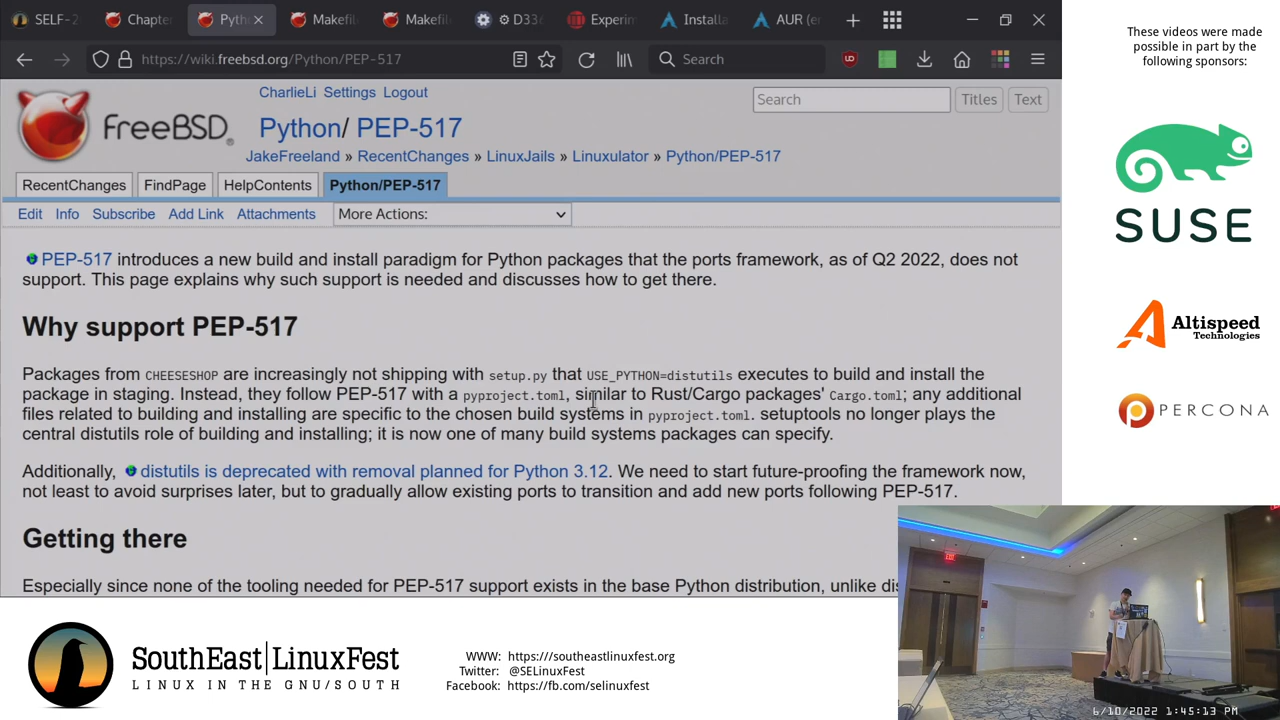 SELF-2
Chapter
Pyth
Makefil
Makefil
D336
Experim
Installa
AUR (en
https://wiki.freebsd.org/Python/PEP-517
Search
CharlieLi Settings Logout
Search
Titles
Text
FreeBSD
Python/ PEP-517
JakeFreeland » RecentChanges » LinuxJails » Linuxulator » Python/PEP-517
RecentChanges
FindPage
HelpContents
Python/PEP-517
Edit
Info
Subscribe
Add Link
Attachments
More Actions:
PEP-517 introduces a new build and install paradigm for Python packages that the ports framework, as of Q2 2022, does not
support. This page explains why such support is needed and discusses how to get there.
Why support PEP-517
Packages from CHEESESHOP are increasingly not shipping with setup.py that USE_PYTHON=distutils executes to build and install the
package in staging. Instead, they follow PEP-517 with a pyproject.toml, similar to Rust/Cargo packages' Cargo.toml; any additional
files related to building and installing are specific to the chosen build systems in pyproject.toml. setuptools no longer plays the
central distutils role of building and installing; it is now one of many build systems packages can specify.
Additionally, distutils is deprecated with removal planned for Python 3.12. We need to start future-proofing the framework now,
not least to avoid surprises later, but to gradually allow existing ports to transition and add new ports following PEP-517.
Getting there
Especially since none of the tooling needed for PEP-517 support exists in the base Python distribution, unlike dis
These videos were made
possible in part by the
following sponsors:
SUSE
Altispeed
Technologies
PERCONA
SouthEast LinuxFest
LINUX IN THE GNU/SOUTH
WWW: https://southeastlinuxfest.org
Twitter: @SELinuxFest
Facebook: https://fb.com/selinuxfest
6/10/2022 1:45:13 PM